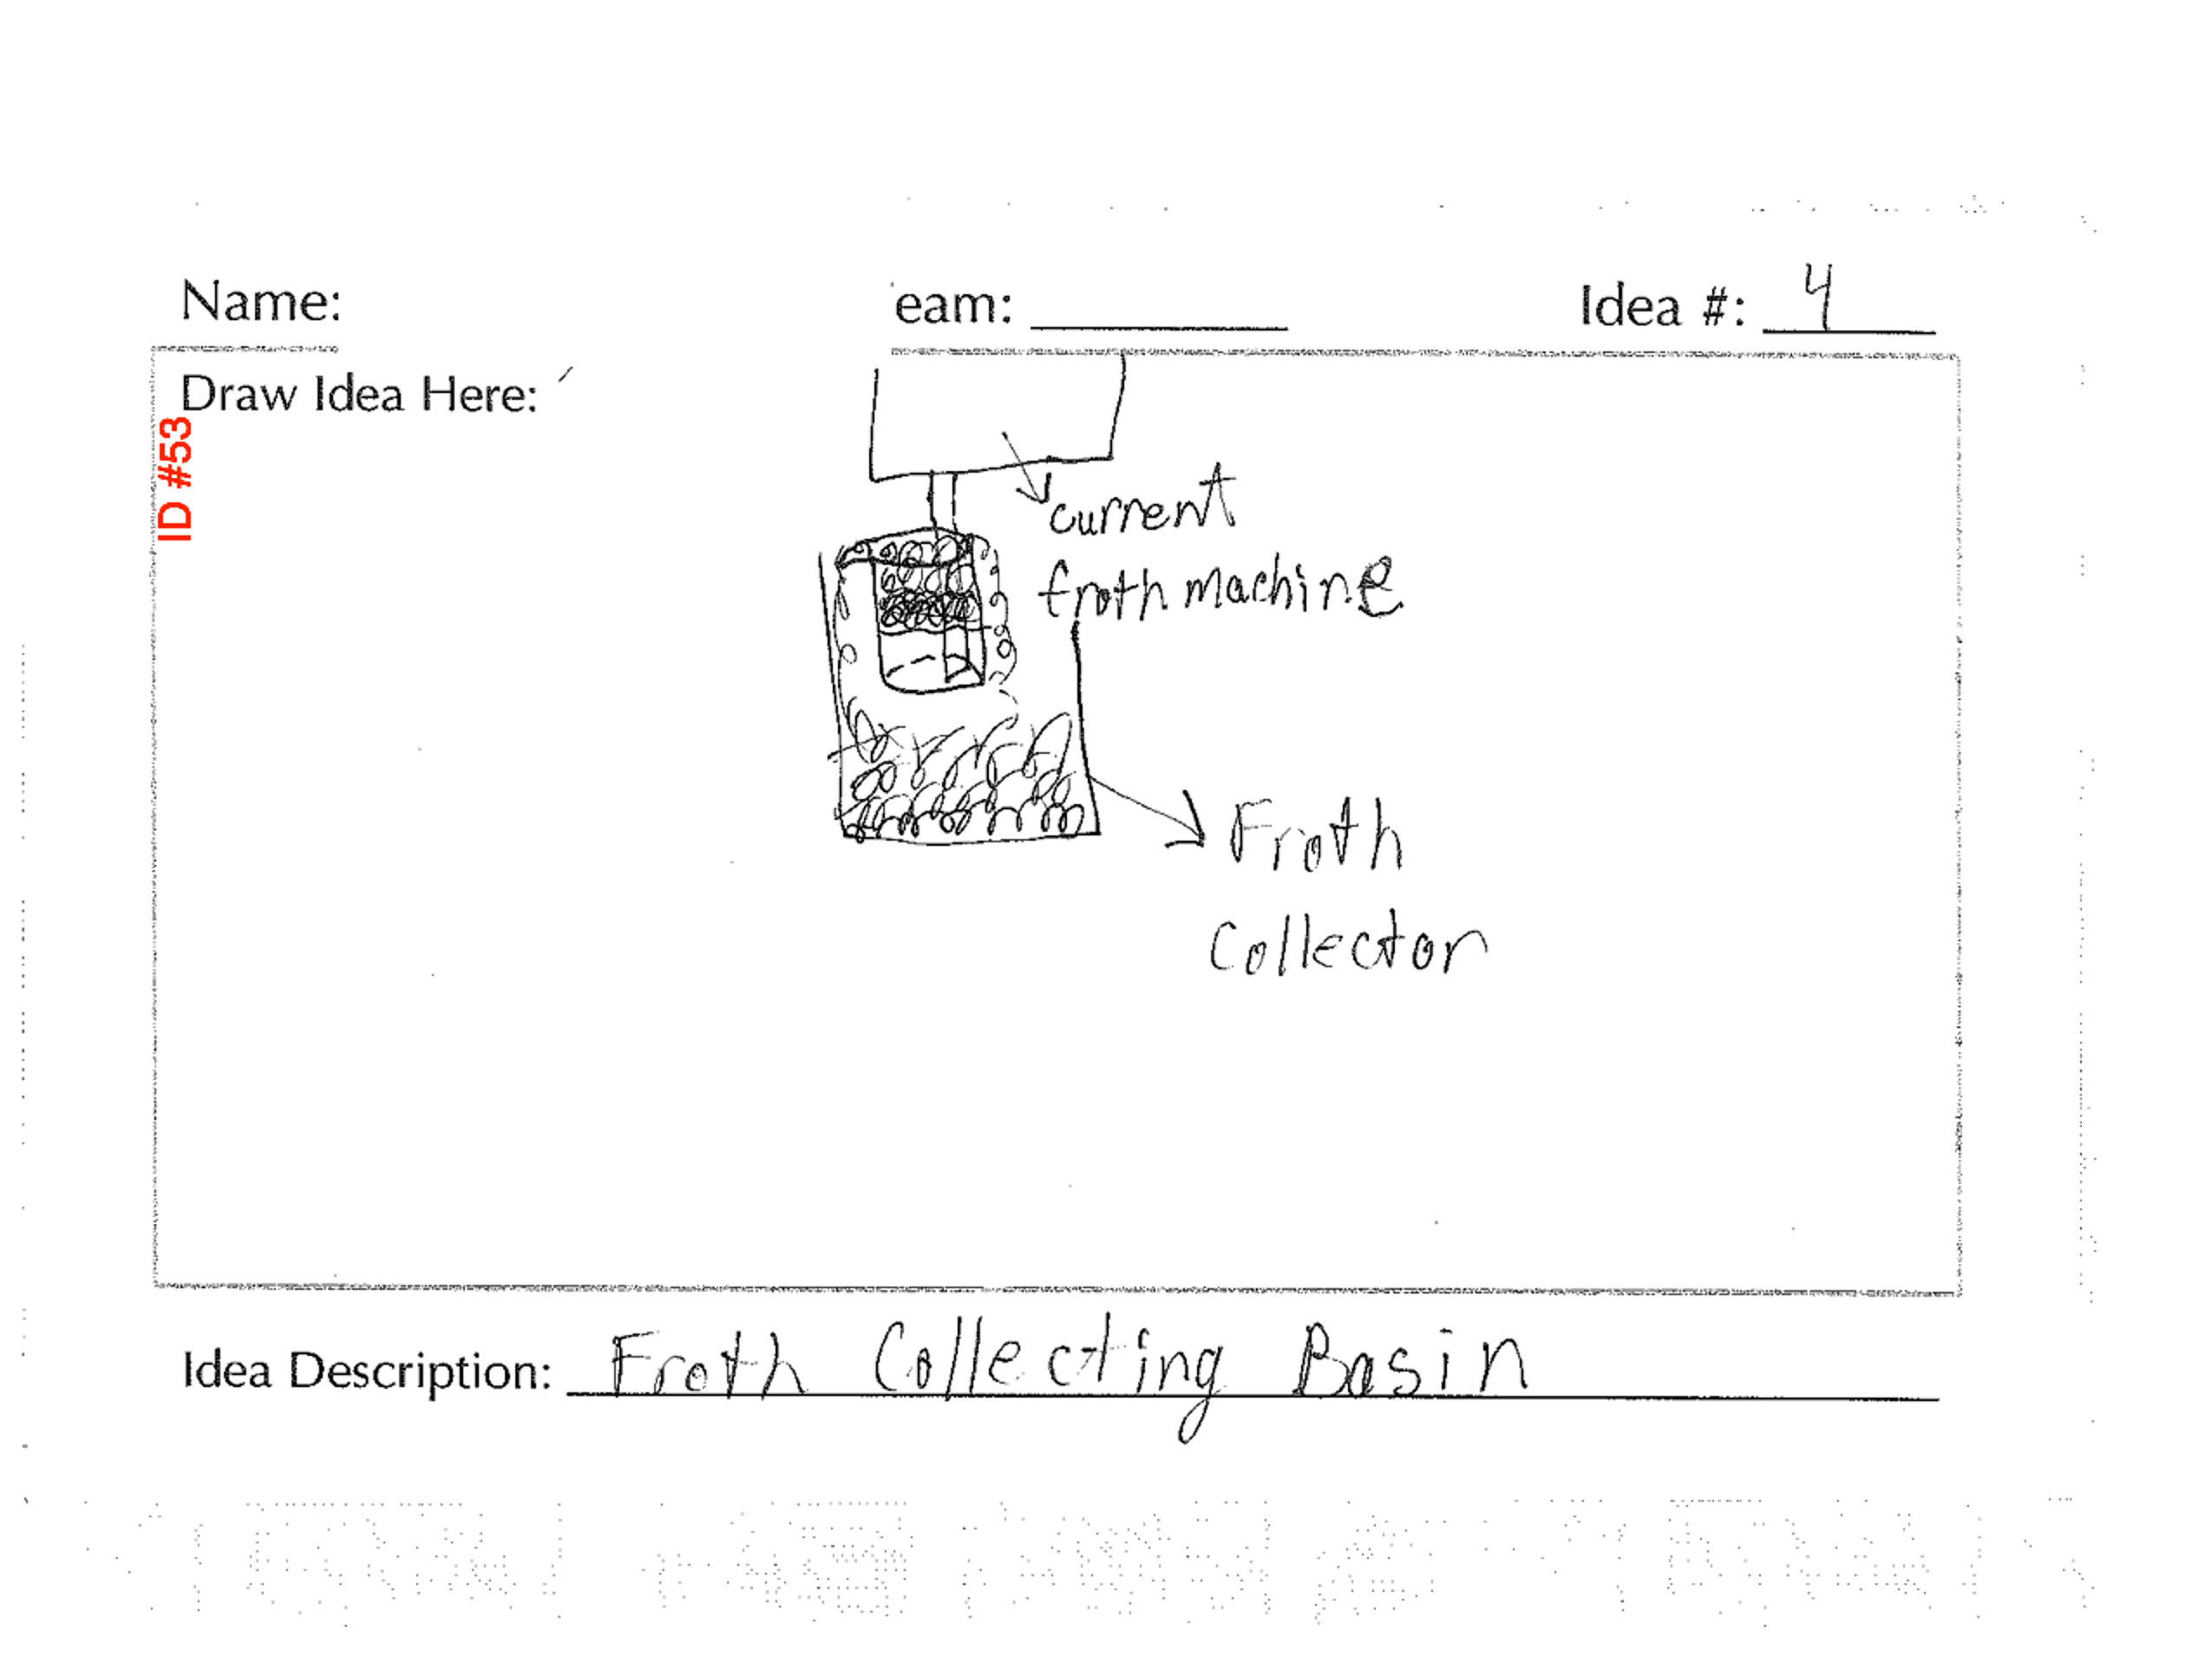 Name:
eam:
Idea #: 4
Draw Idea Here:
ID #53
current
froth machine
Froth
Collector
Idea Description: Froth Collecting Basin